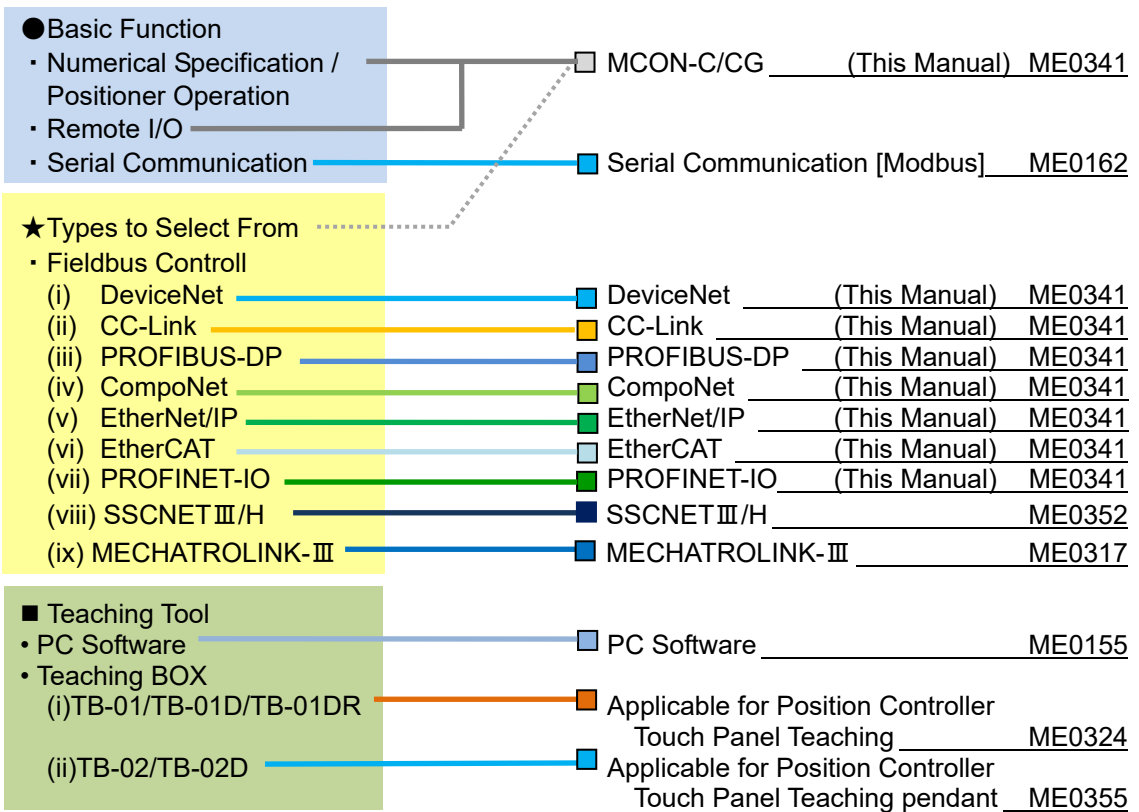 ●Basic Function
・Numerical Specification /
Positioner Operation
MCON-C/CG (This Manual) ME0341
・Remote I/O
・Serial Communication
Serial Communication [Modbus] ME0162
★Types to Select From
・Fieldbus Controll
(i) DeviceNet
DeviceNet (This Manual) ME0341
(ii) CC-Link
CC-Link (This Manual) ME0341
(iii) PROFIBUS-DP
PROFIBUS-DP (This Manual) ME0341
(iv) CompoNet
CompoNet (This Manual) ME0341
(v) EtherNet/IP
EtherNet/IP (This Manual) ME0341
(vi) EtherCAT
EtherCAT (This Manual) ME0341
(vii) PROFINET-IO
PROFINET-IO (This Manual) ME0341
(viii) SSCNETⅢ/H
SSCNETⅢ/H ME0352
(ix) MECHATROLINK-Ⅲ
MECHATROLINK-Ⅲ ME0317
■ Teaching Tool
• PC Software
PC Software ME0155
• Teaching BOX
(i)TB-01/TB-01D/TB-01DR
Applicable for Position Controller
Touch Panel Teaching ME0324
(ii)TB-02/TB-02D
Applicable for Position Controller
Touch Panel Teaching pendant ME0355